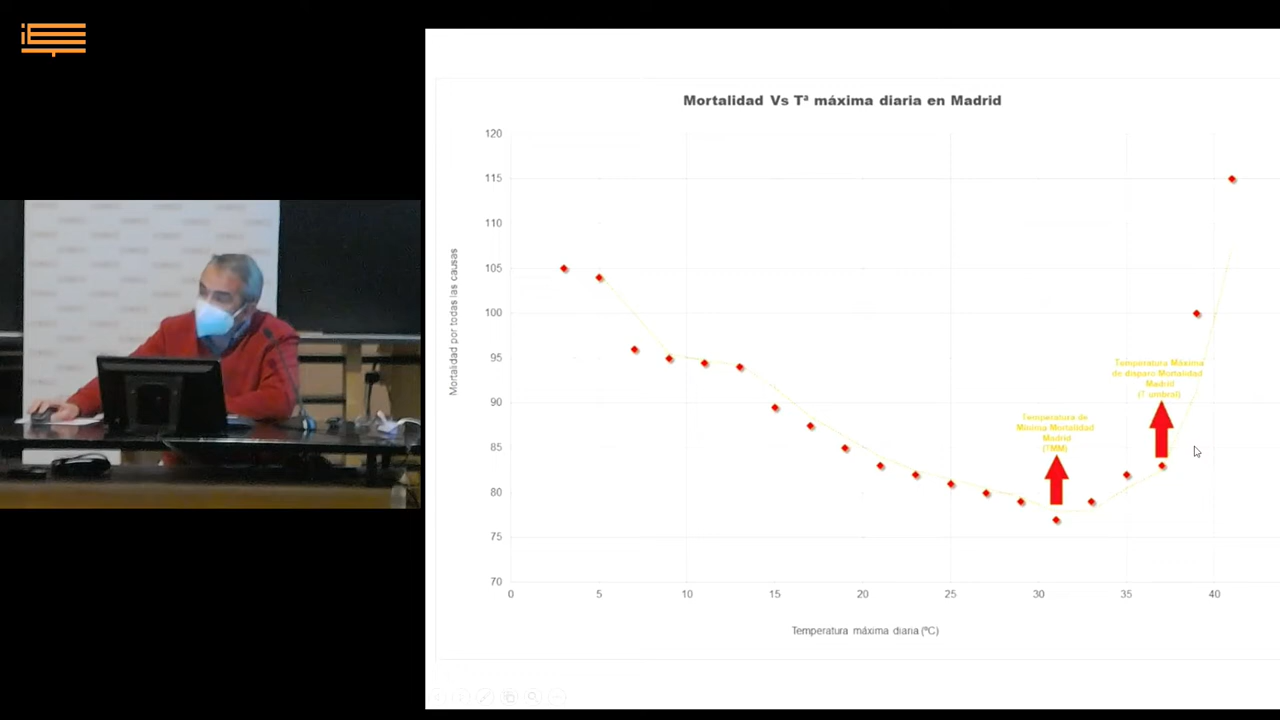 Mortalidad Vs Tª máxima diaria en Madrid
120
115
110
105
100
95
90
85
80
75
70
Mortalidad por todas las causas
Temperatura Máxima
de disparo Mortalidad
Madrid
(T umbral)
Temperatura de
Mínima Mortalidad
Madrid
(TMM)
0
5
10
15
20
25
30
35
40
Temperatura máxima diaria (ºC)